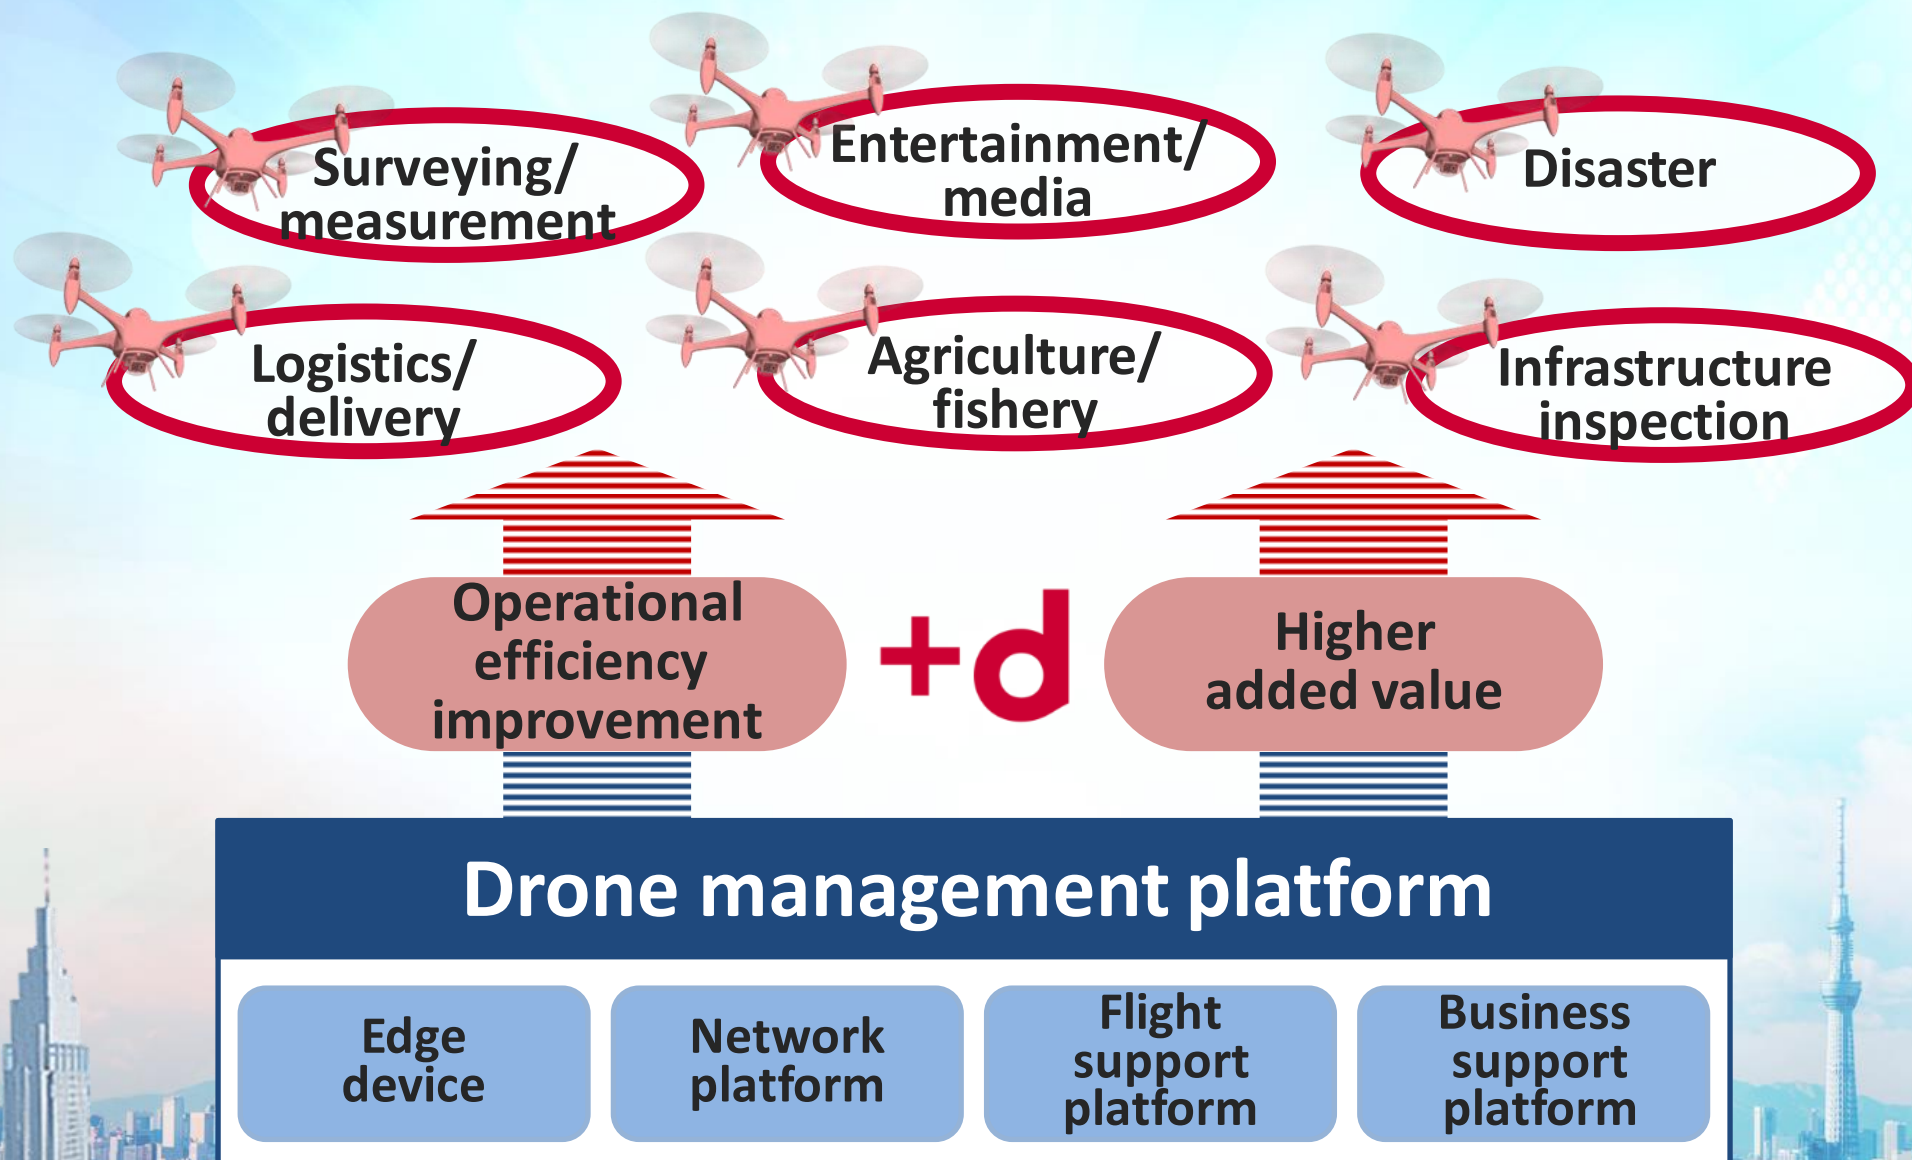 Surveying/
measurement
Entertainment/
media
Disaster
Logistics/
delivery
Agriculture/
fishery
Infrastructure
inspection
Operational
efficiency
improvement
+d
Higher
added value
Drone management platform
Edge
device
Network
platform
Flight
support
platform
Business
support
platform